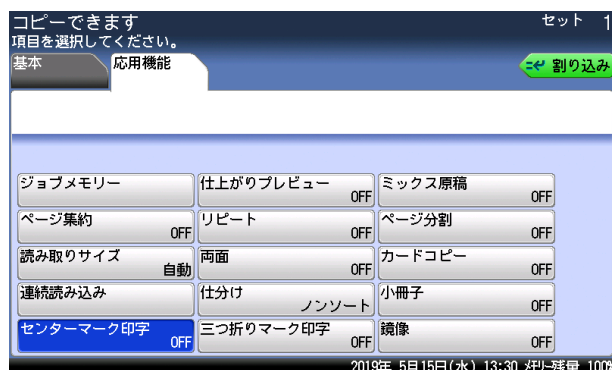 コピーできます
セット 1
項目を選択してください。
基本
応用機能
割り込み
ジョブメモリー
仕上がりプレビュー
OFF
ミックス原稿
OFF
ページ集約
OFF
リピート
OFF
ページ分割
OFF
読み取りサイズ
自動
両面
OFF
カードコピー
OFF
連続読み込み
仕分け
ノンソート
小冊子
OFF
センターマーク印字
OFF
三つ折りマーク印字
OFF
鏡像
OFF
2019年 5月15日(水) 13:30 メモリー残量 100%